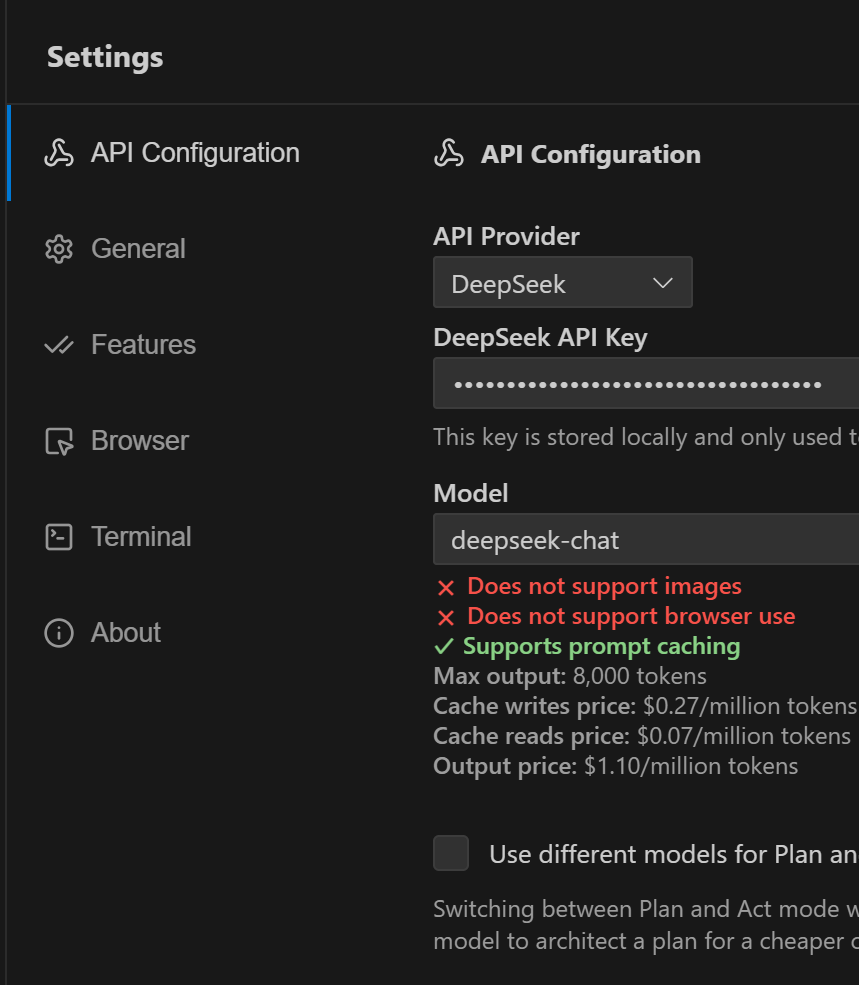 Settings
API Configuration
General
Features
Browser
Terminal
About
API Configuration
API Provider
DeepSeek
DeepSeek API Key
•••••••••••••••••••••••••••••••••••
This key is stored locally and only used
Model
deepseek-chat
✕ Does not support images
✕ Does not support browser use
✓ Supports prompt caching
Max output: 8,000 tokens
Cache writes price: $0.27/million tokens
Cache reads price: $0.07/million tokens
Output price: $1.10/million tokens
Use different models for Plan
Switching between Plan and Act mode
model to architect a plan for a cheaper